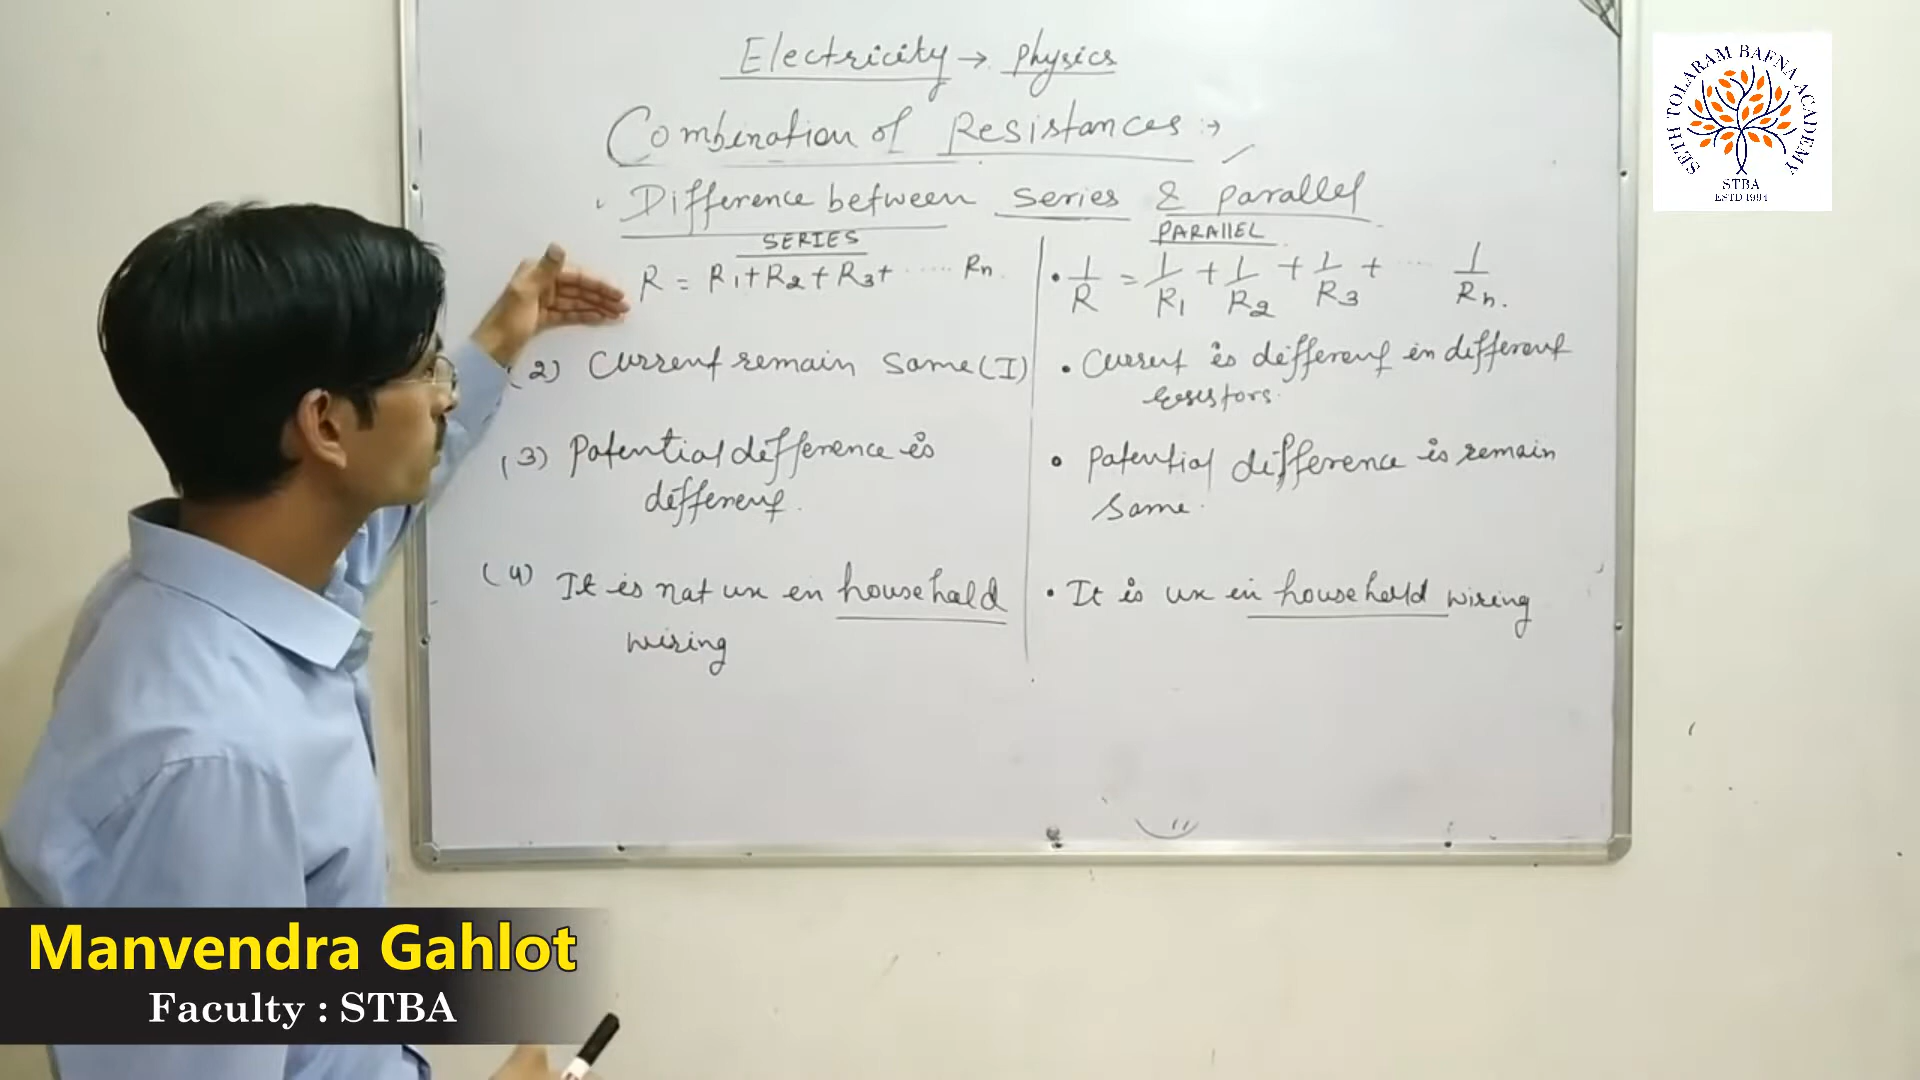 Electricity → Physics
Combination of Resistances :→
Difference between series & parallel
SERIES
R = R1 + R2 + R3 + ...... Rn
(2) Current remain same (I)
(3) Potential difference is
different.
(4) It is not use in household
wiring
PARALLEL
• 1/R = 1/R1 + 1/R2 + 1/R3 + ...... 1/Rn.
• Current is different in different
resistors.
• Potential difference is remain
same.
• It is use in household wiring
SETH TOLARAM BAFNA ACADEMY
STBA
ESTD 1994
Manvendra Gahlot
Faculty : STBA